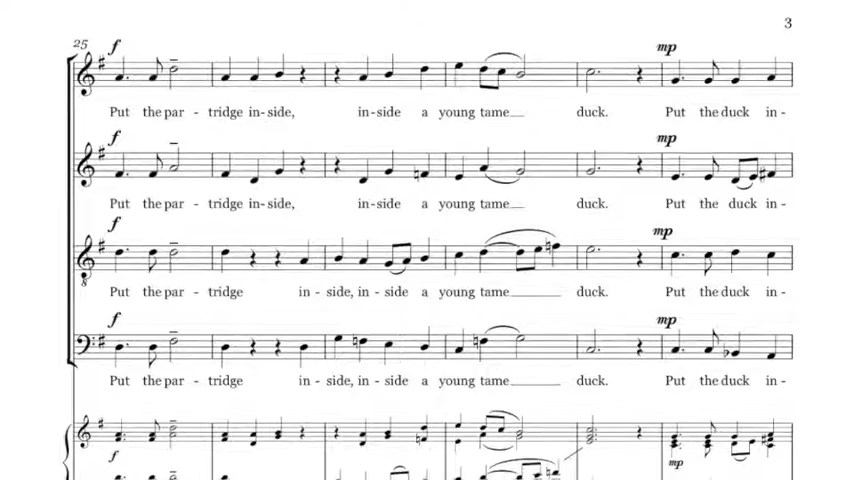 3
25
f
mp
Put the par - tridge in-side, in-side a young tame duck. Put the duck in-
f
mp
Put the par - tridge in-side, in-side a young tame duck. Put the duck in-
f
mp
Put the par - tridge in - side, in - side a young tame duck. Put the duck in-
f
mp
Put the par - tridge in - side, in - side a young tame duck. Put the duck in-
f
mp